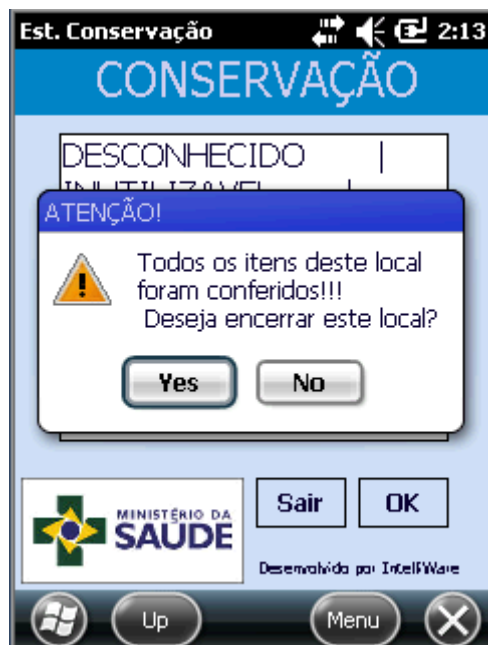 Est. Conservação 2:13
CONSERVAÇÃO
DESCONHECIDO |
INUTILIZAVEL |
ATENÇÃO!
Todos os itens deste local
foram conferidos!!!
Deseja encerrar este local?
Yes No
MINISTÉRIO DA
SAÚDE
Sair OK
Desenvolvido por IntelliWare
Up Menu